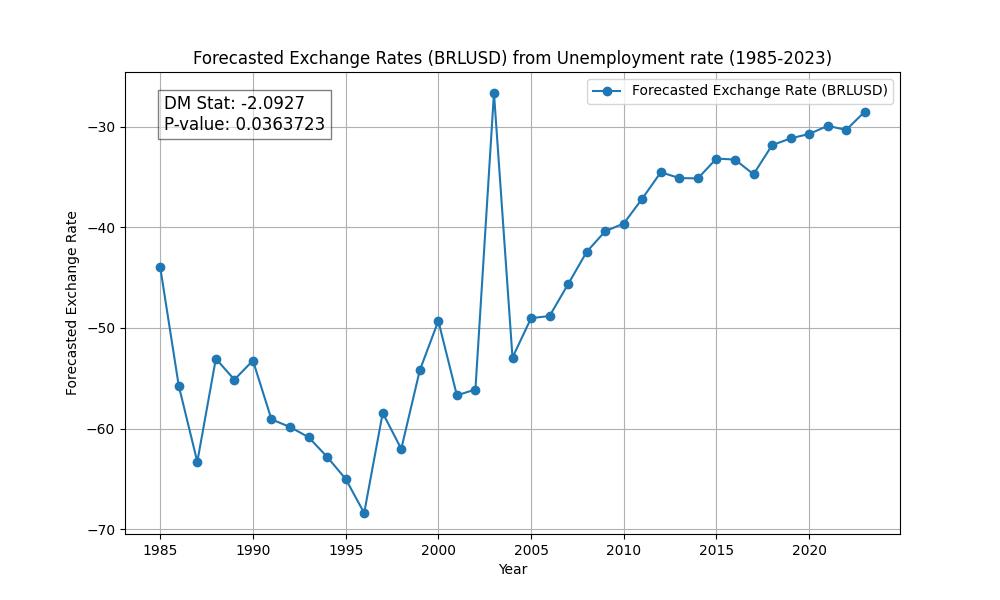 Forecasted Exchange Rates (BRLUSD) from Unemployment rate (1985-2023)
DM Stat: -2.0927
P-value: 0.0363723
Forecasted Exchange Rate (BRLUSD)
Forecasted Exchange Rate
−30
−40
−50
−60
−70
1985 1990 1995 2000 2005 2010 2015 2020
Year